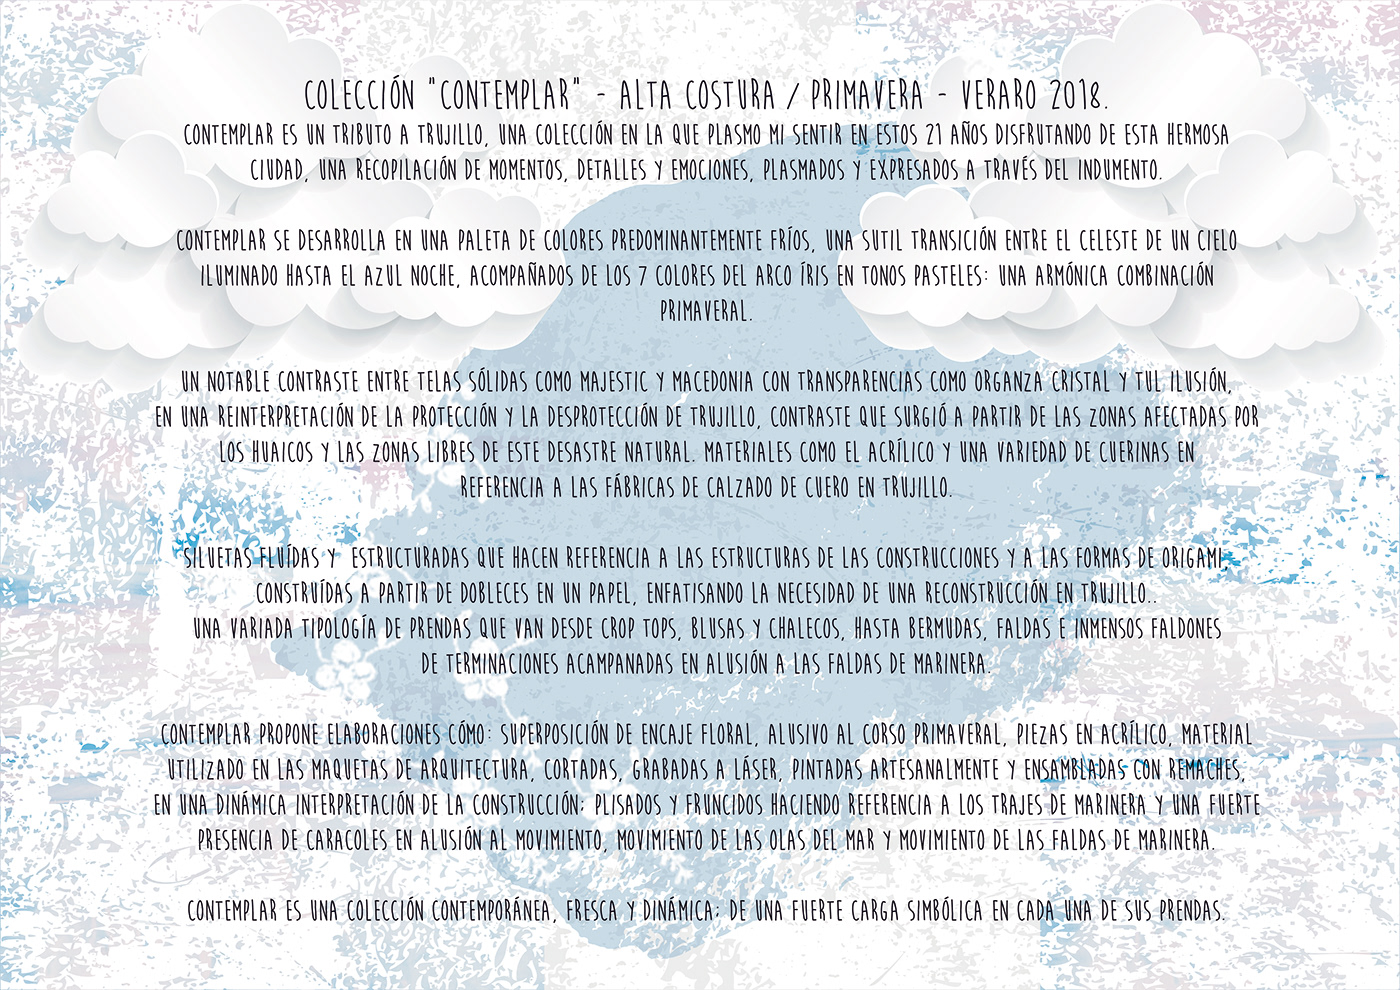 COLECCIÓN "CONTEMPLAR" - ALTA COSTURA / PRIMAVERA - VERARO 2018.
CONTEMPLAR ES UN TRIBUTO A TRUJILLO, UNA COLECCIÓN EN LA QUE PLASMO MI SENTIR EN ESTOS 21 AÑOS DISFRUTANDO DE ESTA HERMOSA
CIUDAD, UNA RECOPILACIÓN DE MOMENTOS, DETALLES Y EMOCIONES, PLASMADOS Y EXPRESADOS A TRAVÉS DEL INDUMENTO.
CONTEMPLAR SE DESARROLLA EN UNA PALETA DE COLORES PREDOMINANTEMENTE FRÍOS, UNA SUTIL TRANSICIÓN ENTRE EL CELESTE DE UN CIELO
ILUMINADO HASTA EL AZUL NOCHE, ACOMPAÑADOS DE LOS 7 COLORES DEL ARCO ÍRIS EN TONOS PASTELES: UNA ARMÓNICA COMBINACIÓN
PRIMAVERAL.
UN NOTABLE CONTRASTE ENTRE TELAS SÓLIDAS COMO MAJESTIC Y MACEDONIA CON TRANSPARENCIAS COMO ORGANZA CRISTAL Y TUL ILUSIÓN,
EN UNA REINTERPRETACIÓN DE LA PROTECCIÓN Y LA DESPROTECCIÓN DE TRUJILLO, CONTRASTE QUE SURGIÓ A PARTIR DE LAS ZONAS AFECTADAS POR
LOS HUAICOS Y LAS ZONAS LIBRES DE ESTE DESASTRE NATURAL. MATERIALES COMO EL ACRÍLICO Y UNA VARIEDAD DE CUERINAS EN
REFERENCIA A LAS FÁBRICAS DE CALZADO DE CUERO EN TRUJILLO.
SILUETAS FLUÍDAS Y ESTRUCTURADAS QUE HACEN REFERENCIA A LAS ESTRUCTURAS DE LAS CONSTRUCCIONES Y A LAS FORMAS DE ORIGAMI,
CONSTRUÍDAS A PARTIR DE DOBLECES EN UN PAPEL, ENFATISANDO LA NECESIDAD DE UNA RECONSTRUCCIÓN EN TRUJILLO..
UNA VARIADA TIPOLOGÍA DE PRENDAS QUE VAN DESDE CROP TOPS, BLUSAS Y CHALECOS, HASTA BERMUDAS, FALDAS E INMENSOS FALDONES
DE TERMINACIONES ACAMPANADAS EN ALUSIÓN A LAS FALDAS DE MARINERA.
CONTEMPLAR PROPONE ELABORACIONES CÓMO: SUPERPOSICIÓN DE ENCAJE FLORAL, ALUSIVO AL CORSO PRIMAVERAL, PIEZAS EN ACRÍLICO, MATERIAL
UTILIZADO EN LAS MAQUETAS DE ARQUITECTURA, CORTADAS, GRABADAS A LÁSER, PINTADAS ARTESANALMENTE Y ENSAMBLADAS CON REMACHES,
EN UNA DINÁMICA INTERPRETACIÓN DE LA CONSTRUCCIÓN; PLISADOS Y FRUNCIDOS HACIENDO REFERENCIA A LOS TRAJES DE MARINERA Y UNA FUERTE
PRESENCIA DE CARACOLES EN ALUSIÓN AL MOVIMIENTO, MOVIMIENTO DE LAS OLAS DEL MAR Y MOVIMIENTO DE LAS FALDAS DE MARINERA.
CONTEMPLAR ES UNA COLECCIÓN CONTEMPORÁNEA, FRESCA Y DINÁMICA; DE UNA FUERTE CARGA SIMBÓLICA EN CADA UNA DE SUS PRENDAS.